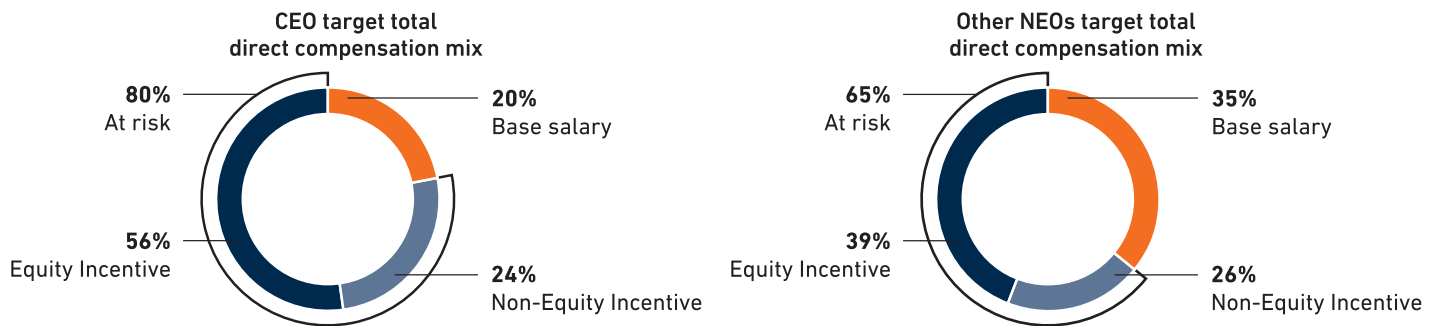 CEO target total
direct compensation mix
80%
At risk
20%
Base salary
56%
Equity Incentive
24%
Non-Equity Incentive
Other NEOs target total
direct compensation mix
65%
At risk
35%
Base salary
39%
Equity Incentive
26%
Non-Equity Incentive